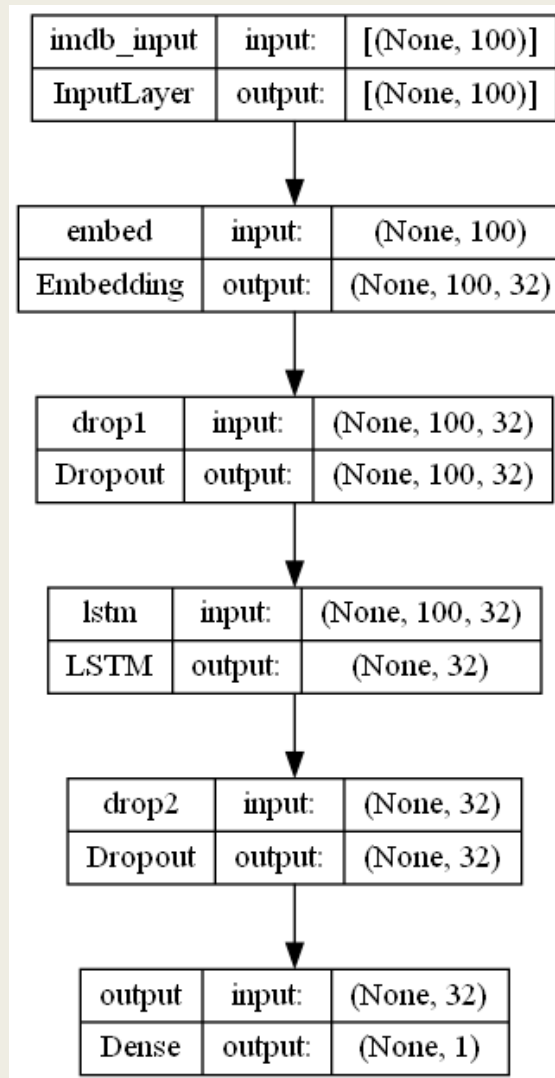 imdb_input input: [(None, 100)]
InputLayer output: [(None, 100)]
embed input: (None, 100)
Embedding output: (None, 100, 32)
drop1 input: (None, 100, 32)
Dropout output: (None, 100, 32)
lstm input: (None, 100, 32)
LSTM output: (None, 32)
drop2 input: (None, 32)
Dropout output: (None, 32)
output input: (None, 32)
Dense output: (None, 1)